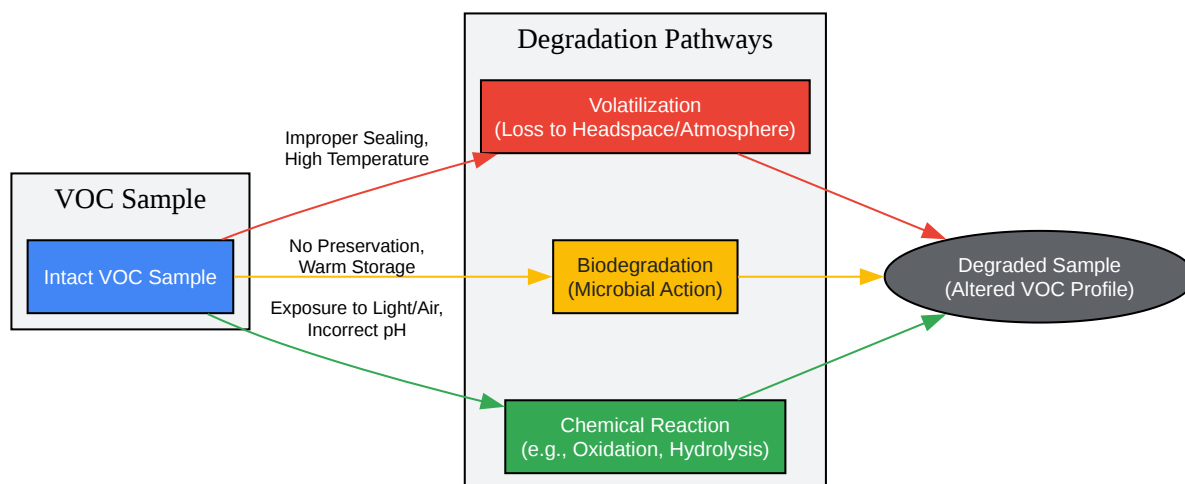 VOC Sample
Intact VOC Sample
Improper Sealing,
High Temperature
No Preservation,
Warm Storage
Exposure to Light/Air,
Incorrect pH
Degradation Pathways
Volatilization
(Loss to Headspace/Atmosphere)
Biodegradation
(Microbial Action)
Chemical Reaction
(e.g., Oxidation, Hydrolysis)
Degraded Sample
(Altered VOC Profile)